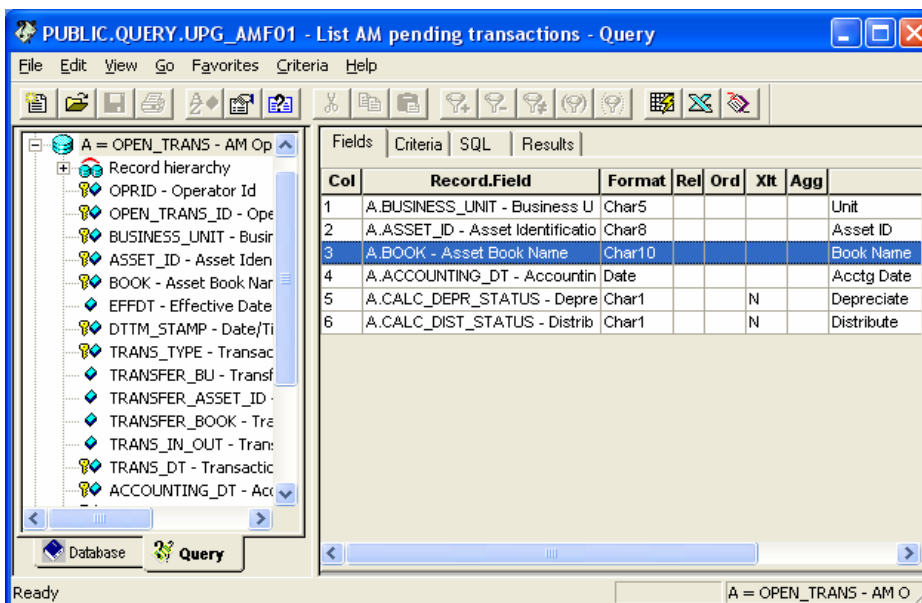 PUBLIC.QUERY.UPG_AMF01 - List AM pending transactions - Query
File Edit View Go Favorites Criteria Help
A = OPEN_TRANS - AM Op
Record hierarchy
OPRID - Operator Id
OPEN_TRANS_ID - Ope
BUSINESS_UNIT - Busir
ASSET_ID - Asset Iden
BOOK - Asset Book Nar
EFFDT - Effective Date
DTTM_STAMP - Date/Ti
TRANS_TYPE - Transac
TRANSFER_BU - Transf
TRANSFER_ASSET_ID -
TRANSFER_BOOK - Tra
TRANS_IN_OUT - Tran
TRANS_DT - Transactic
ACCOUNTING_DT - Acc
Database Query
Fields Criteria SQL Results
Col Record.Field Format Rel Ord Xlt Agg
1 A.BUSINESS_UNIT - Business U Char5 Unit
2 A.ASSET_ID - Asset Identificatio Char8 Asset ID
3 A.BOOK - Asset Book Name Char10 Book Name
4 A.ACCOUNTING_DT - Accountin Date Acctg Date
5 A.CALC_DEPR_STATUS - Depre Char1 N Depreciate
6 A.CALC_DIST_STATUS - Distrib Char1 N Distribute
Ready A = OPEN_TRANS - AM O